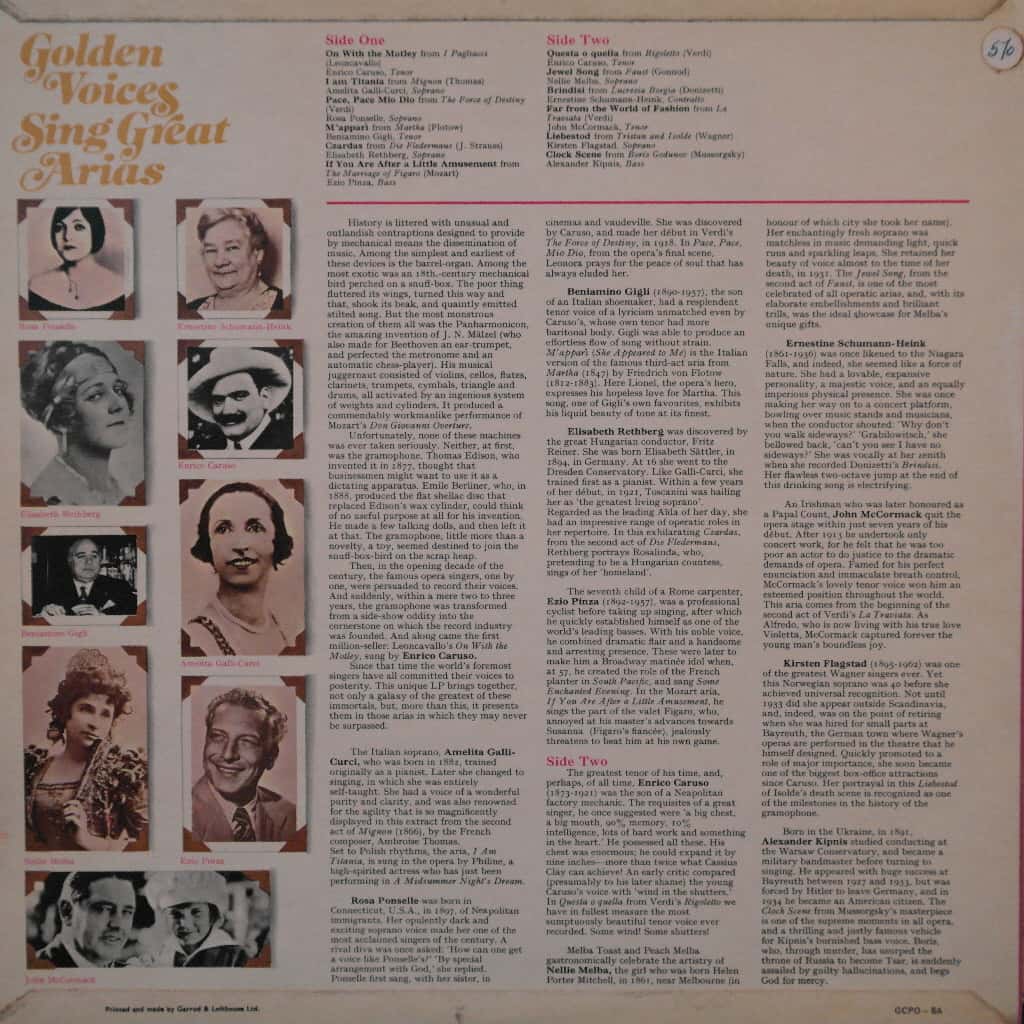 Golden
Voices
Sing Great
Arias
5/0
Side One
On With the Motley from I Pagliacci
(Leoncavallo)
Enrico Caruso, Tenor
I am Titania from Mignon (Thomas)
Amelita Galli-Curci, Soprano
Pace, Pace Mio Dio from The Force of Destiny
(Verdi)
Rosa Ponselle, Soprano
M'appari from Martha (Flotow)
Beniamino Gigli, Tenor
Czardas from Die Fledermaus (J. Strauss)
Elisabeth Rethberg, Soprano
If You Are After a Little Amusement from
The Marriage of Figaro (Mozart)
Ezio Pinza, Bass
Side Two
Questa o quella from Rigoletto (Verdi)
Enrico Caruso, Tenor
Jewel Song from Faust (Gounod)
Nellie Melba, Soprano
Brindisi from Lucresia Borgia (Donizetti)
Ernestine Schumann-Heink, Contralto
Far from the World of Fashion from La
Traviata (Verdi)
John McCormack, Tenor
Liebestod from Tristan and Isolde (Wagner)
Kirsten Flagstad, Soprano
Clock Scene from Boris Godunov (Mussorgsky)
Alexander Kipnis, Bass
Rosa Ponselle
Ernestine Schumann-Heink
Elisabeth Rethberg
Enrico Caruso
Beniamino Gigli
Amelita Galli-Curci
Nellie Melba
Ezio Pinza
John McCormack
History is littered with unusual and
outlandish contraptions designed to provide
by mechanical means the dissemination of
music. Among the simplest and earliest of
these devices is the barrel-organ. Among the
most exotic was an 18th.-century mechanical
bird perched on a snuff-box. The poor thing
fluttered its wings, turned this way and
that, shook its beak, and quaintly emitted
stilted song. But the most monstrous
creation of them all was the Panharmonicon,
the amazing invention of J. N. Mälzel (who
also made for Beethoven an ear-trumpet,
and perfected the metronome and an
automatic chess-player). His musical
juggernaut consisted of violins, cellos, flutes,
clarinets, trumpets, cymbals, triangle and
drums, all activated by an ingenious system
of weights and cylinders. It produced a
commendably workmanlike performance of
Mozart's Don Giovanni Overture.
Unfortunately, none of these machines
was ever taken seriously. Neither, at first,
was the gramophone. Thomas Edison, who
invented it in 1877, thought that
businessmen might want to use it as a
dictating apparatus. Emile Berliner, who, in
1888, produced the flat shellac disc that
replaced Edison's wax cylinder, could think
of no useful purpose at all for his invention.
He made a few talking dolls, and then left it
at that. The gramophone, little more than a
novelty, a toy, seemed destined to join the
snuff-box-bird on the scrap heap.
Then, in the opening decade of the
century, the famous opera singers, one by
one, were persuaded to record their voices.
And suddenly, within a mere two to three
years, the gramophone was transformed
from a side-show oddity into the
cornerstone on which the record industry
was founded. And along came the first
million-seller: Leoncavallo's On With the
Motley, sung by Enrico Caruso.
Since that time the world's foremost
singers have all committed their voices to
posterity. This unique LP brings together,
not only a galaxy of the greatest of these
immortals, but, more than this, it presents
them in those arias in which they may never
be surpassed.
The Italian soprano, Amelita Galli-
Curci, who was born in 1882, trained
originally as a pianist. Later she changed to
singing, in which she was entirely
self-taught. She had a voice of a wonderful
purity and clarity, and was also renowned
for the agility that is so magnificently
displayed in this extract from the second
act of Mignon (1866), by the French
composer, Ambroise Thomas.
Set to Polish rhythms, the aria, I Am
Titania, is sung in the opera by Philine, a
high-spirited actress who has just been
performing in A Midsummer Night's Dream.
Rosa Ponselle was born in
Connecticut, U.S.A., in 1897, of Neapolitan
immigrants. Her opulently dark and
exciting soprano voice made her one of the
most acclaimed singers of the century. A
rival diva was once asked: 'How can one get
a voice like Ponselle's?' 'By special
arrangement with God,' she replied.
Ponselle first sang, with her sister, in
cinemas and vaudeville. She was discovered
by Caruso, and made her début in Verdi's
The Force of Destiny, in 1918. In Pace, Pace,
Mio Dio, from the opera's final scene,
Leonora prays for the peace of soul that has
always eluded her.
Beniamino Gigli (1890-1957), the son
of an Italian shoemaker, had a resplendent
tenor voice of a lyricism unmatched even by
Caruso's, whose own tenor had more
baritonal body. Gigli was able to produce an
effortless flow of song without strain.
M'appari (She Appeared to Me) is the Italian
version of the famous third-act aria from
Martha (1847) by Friedrich von Flotow
(1812-1883). Here Lionel, the opera's hero,
expresses his hopeless love for Martha. This
song, one of Gigli's own favourites, exhibits
his liquid beauty of tone at its finest.
Elisabeth Rethberg was discovered by
the great Hungarian conductor, Fritz
Reiner. She was born Elisabeth Sättler, in
1894, in Germany. At 16 she went to the
Dresden Conservatory. Like Galli-Curci, she
trained first as a pianist. Within a few years
of her début, in 1921, Toscanini was hailing
her as 'the greatest living soprano'.
Regarded as the leading Aïda of her day, she
had an impressive range of operatic roles in
her repertoire. In this exhilarating Czardas,
from the second act of Die Fledermaus,
Rethberg portrays Rosalinda, who,
pretending to be a Hungarian countess,
sings of her 'homeland'.
The seventh child of a Rome carpenter,
Ezio Pinza (1892-1957), was a professional
cyclist before taking up singing, after which
he quickly established himself as one of the
world's leading basses. With his noble voice,
he combined dramatic flair and a handsome
and arresting presence. These were later to
make him a Broadway matinée idol when,
at 57, he created the role of the French
planter in South Pacific, and sang Some
Enchanted Evening. In the Mozart aria,
If You Are After a Little Amusement, he
sings the part of the valet Figaro, who,
annoyed at his master's advances towards
Susanna (Figaro's fiancée), jealously
threatens to beat him at his own game.
Side Two
The greatest tenor of his time, and,
perhaps, of all time, Enrico Caruso
(1873-1921) was the son of a Neapolitan
factory mechanic. The requisites of a great
singer, he once suggested were 'a big chest,
a big mouth, 90% memory, 10%
intelligence, lots of hard work and something
in the heart.' He possessed all these. His
chest was enormous; he could expand it by
nine inches—more than twice what Cassius
Clay can achieve! An early critic compared
(presumably to his later shame) the young
Caruso's voice with 'wind in the shutters.'
In Questa o quella from Verdi's Rigoletto we
have in fullest measure the most
sumptuously beautiful tenor voice ever
recorded. Some wind! Some shutters!
Melba Toast and Peach Melba
gastronomically celebrate the artistry of
Nellie Melba, the girl who was born Helen
Porter Mitchell, in 1861, near Melbourne (in
honour of which city she took her name).
Her enchantingly fresh soprano was
matchless in music demanding light, quick
runs and sparkling leaps. She retained her
beauty of voice almost to the time of her
death, in 1931. The Jewel Song, from the
second act of Faust, is one of the most
celebrated of all operatic arias, and, with its
elaborate embellishments and brilliant
trills, was the ideal showcase for Melba's
unique gifts.
Ernestine Schumann-Heink
(1861-1936) was once likened to the Niagara
Falls, and indeed, she seemed like a force of
nature. She had a lovable, expansive
personality, a majestic voice, and an equally
imperious physical presence. She was once
making her way on to a concert platform,
bowling over music stands and musicians,
when the conductor shouted: 'Why don't
you walk sideways?' 'Grabilowitsch,' she
bellowed back, 'can't you see I have no
sideways?' She was vocally at her zenith
when she recorded Donizetti's Brindisi.
Her flawless two-octave jump at the end of
this drinking song is electrifying.
An Irishman who was later honoured as
a Papal Count, John McCormack quit the
opera stage within just seven years of his
début. After 1913 he undertook only
concert work, for he felt that he was too
poor an actor to do justice to the dramatic
demands of opera. Famed for his perfect
enunciation and immaculate breath control,
McCormack's lovely tenor voice won him an
esteemed position throughout the world.
This aria comes from the beginning of the
second act of Verdi's La Traviata. As
Alfredo, who is now living with his true love
Violetta, McCormack captured forever the
young man's boundless joy.
Kirsten Flagstad (1895-1962) was one
of the greatest Wagner singers ever. Yet
this Norwegian soprano was 40 before she
achieved universal recognition. Not until
1933 did she appear outside Scandinavia,
and, indeed, was on the point of retiring
when she was hired for small parts at
Bayreuth, the German town where Wagner's
operas are performed in the theatre that he
himself designed. Quickly promoted to a
role of major importance, she soon became
one of the biggest box-office attractions
since Caruso. Her portrayal in this Liebestod
of Isolde's death scene is recognized as one
of the milestones in the history of the
gramophone.
Born in the Ukraine, in 1891,
Alexander Kipnis studied conducting at
the Warsaw Conservatory, and became a
military bandmaster before turning to
singing. He appeared with huge success at
Bayreuth between 1927 and 1933, but was
forced by Hitler to leave Germany, and in
1934 he became an American citizen. The
Clock Scene from Mussorgsky's masterpiece
is one of the supreme moments in all opera,
and a thrilling and justly famous vehicle
for Kipnis's burnished bass voice. Boris,
who, through murder, has usurped the
throne of Russia to become Tsar, is suddenly
assailed by guilty hallucinations, and begs
God for mercy.
Printed and made by Garrod & Lofthouse Ltd.
GCPO – 8A